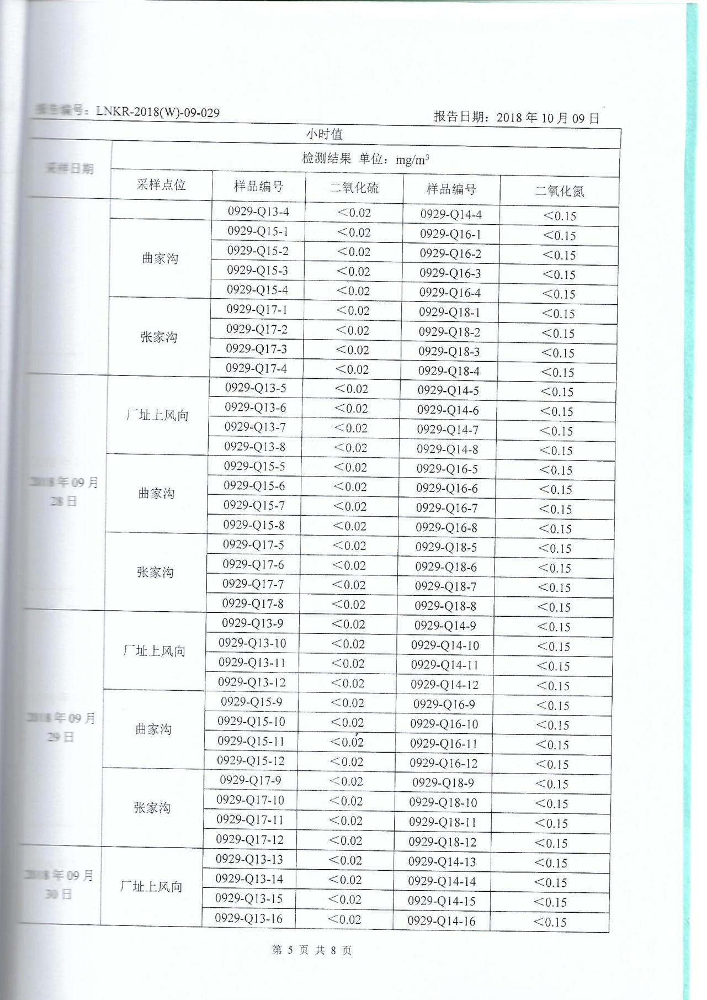 报告编号：LNKR-2018(W)-09-029
报告日期：2018 年 10 月 09 日
小时值
采样日期
检测结果 单位：mg/m³
采样点位 样品编号 二氧化硫 样品编号 二氧化氮
0929-Q13-4 ＜0.02 0929-Q14-4 ＜0.15
曲家沟
0929-Q15-1 ＜0.02 0929-Q16-1 ＜0.15
0929-Q15-2 ＜0.02 0929-Q16-2 ＜0.15
0929-Q15-3 ＜0.02 0929-Q16-3 ＜0.15
0929-Q15-4 ＜0.02 0929-Q16-4 ＜0.15
张家沟
0929-Q17-1 ＜0.02 0929-Q18-1 ＜0.15
0929-Q17-2 ＜0.02 0929-Q18-2 ＜0.15
0929-Q17-3 ＜0.02 0929-Q18-3 ＜0.15
0929-Q17-4 ＜0.02 0929-Q18-4 ＜0.15
2018 年 09 月
28 日
厂址上风向
0929-Q13-5 ＜0.02 0929-Q14-5 ＜0.15
0929-Q13-6 ＜0.02 0929-Q14-6 ＜0.15
0929-Q13-7 ＜0.02 0929-Q14-7 ＜0.15
0929-Q13-8 ＜0.02 0929-Q14-8 ＜0.15
曲家沟
0929-Q15-5 ＜0.02 0929-Q16-5 ＜0.15
0929-Q15-6 ＜0.02 0929-Q16-6 ＜0.15
0929-Q15-7 ＜0.02 0929-Q16-7 ＜0.15
0929-Q15-8 ＜0.02 0929-Q16-8 ＜0.15
张家沟
0929-Q17-5 ＜0.02 0929-Q18-5 ＜0.15
0929-Q17-6 ＜0.02 0929-Q18-6 ＜0.15
0929-Q17-7 ＜0.02 0929-Q18-7 ＜0.15
0929-Q17-8 ＜0.02 0929-Q18-8 ＜0.15
2018 年 09 月
29 日
厂址上风向
0929-Q13-9 ＜0.02 0929-Q14-9 ＜0.15
0929-Q13-10 ＜0.02 0929-Q14-10 ＜0.15
0929-Q13-11 ＜0.02 0929-Q14-11 ＜0.15
0929-Q13-12 ＜0.02 0929-Q14-12 ＜0.15
曲家沟
0929-Q15-9 ＜0.02 0929-Q16-9 ＜0.15
0929-Q15-10 ＜0.02 0929-Q16-10 ＜0.15
0929-Q15-11 ＜0.02 0929-Q16-11 ＜0.15
0929-Q15-12 ＜0.02 0929-Q16-12 ＜0.15
张家沟
0929-Q17-9 ＜0.02 0929-Q18-9 ＜0.15
0929-Q17-10 ＜0.02 0929-Q18-10 ＜0.15
0929-Q17-11 ＜0.02 0929-Q18-11 ＜0.15
0929-Q17-12 ＜0.02 0929-Q18-12 ＜0.15
2018 年 09 月
30 日
厂址上风向
0929-Q13-13 ＜0.02 0929-Q14-13 ＜0.15
0929-Q13-14 ＜0.02 0929-Q14-14 ＜0.15
0929-Q13-15 ＜0.02 0929-Q14-15 ＜0.15
0929-Q13-16 ＜0.02 0929-Q14-16 ＜0.15
第 5 页 共 8 页